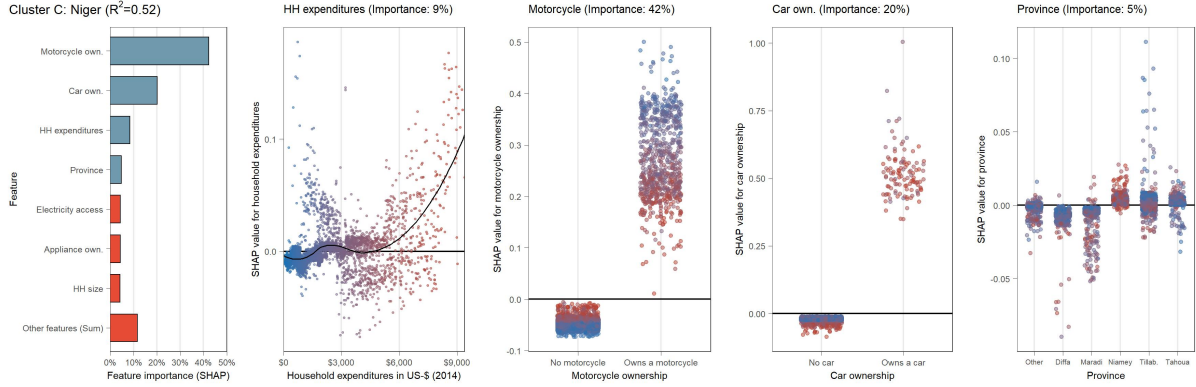 Cluster C: Niger (R²=0.52)
Feature
Motorcycle own.
Car own.
HH expenditures
Province
Electricity access
Appliance own.
HH size
Other features (Sum)
0% 10% 20% 30% 40% 50%
Feature importance (SHAP)
HH expenditures (Importance: 9%)
SHAP value for household expenditures
0.1
0.0
$0 $3,000 $6,000 $9,000
Household expenditures in US-$ (2014)
Motorcycle (Importance: 42%)
SHAP value for motorcycle ownership
0.5
0.4
0.3
0.2
0.1
0.0
-0.1
No motorcycle Owns a motorcycle
Motorcycle ownership
Car own. (Importance: 20%)
SHAP value for car ownership
1.00
0.75
0.50
0.25
0.00
No car Owns a car
Car ownership
Province (Importance: 5%)
SHAP value for province
0.10
0.05
0.00
-0.05
Other Diffa Maradi Niamey Tillab. Tahoua
Province